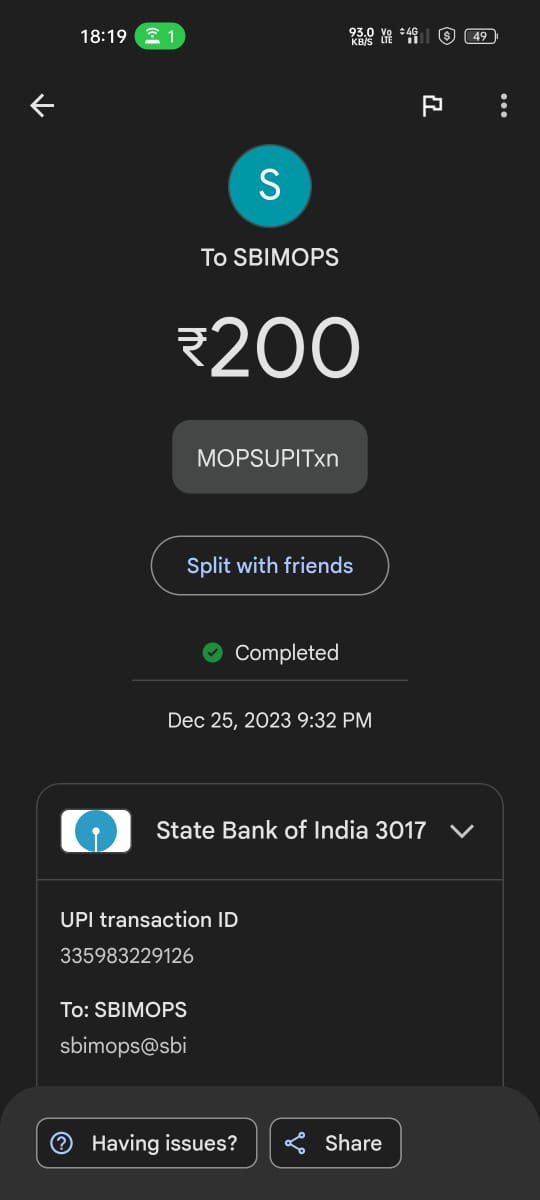 18:19 1 93.0 KB/S Vo LTE 4G 49
S
To SBIMOPS
₹200
MOPSUPITxn
Split with friends
Completed
Dec 25, 2023 9:32 PM
State Bank of India 3017
UPI transaction ID
335983229126
To: SBIMOPS
sbimops@sbi
Having issues? Share